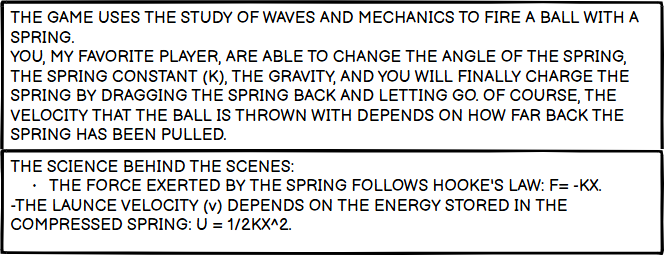 THE GAME USES THE STUDY OF WAVES AND MECHANICS TO FIRE A BALL WITH A
SPRING.
YOU, MY FAVORITE PLAYER, ARE ABLE TO CHANGE THE ANGLE OF THE SPRING,
THE SPRING CONSTANT (K), THE GRAVITY, AND YOU WILL FINALLY CHARGE THE
SPRING BY DRAGGING THE SPRING BACK AND LETTING GO. OF COURSE, THE
VELOCITY THAT THE BALL IS THROWN WITH DEPENDS ON HOW FAR BACK THE
SPRING HAS BEEN PULLED.
THE SCIENCE BEHIND THE SCENES:
· THE FORCE EXERTED BY THE SPRING FOLLOWS HOOKE'S LAW: F= -KX.
-THE LAUNCE VELOCITY (v) DEPENDS ON THE ENERGY STORED IN THE
COMPRESSED SPRING: U = 1/2KX^2.